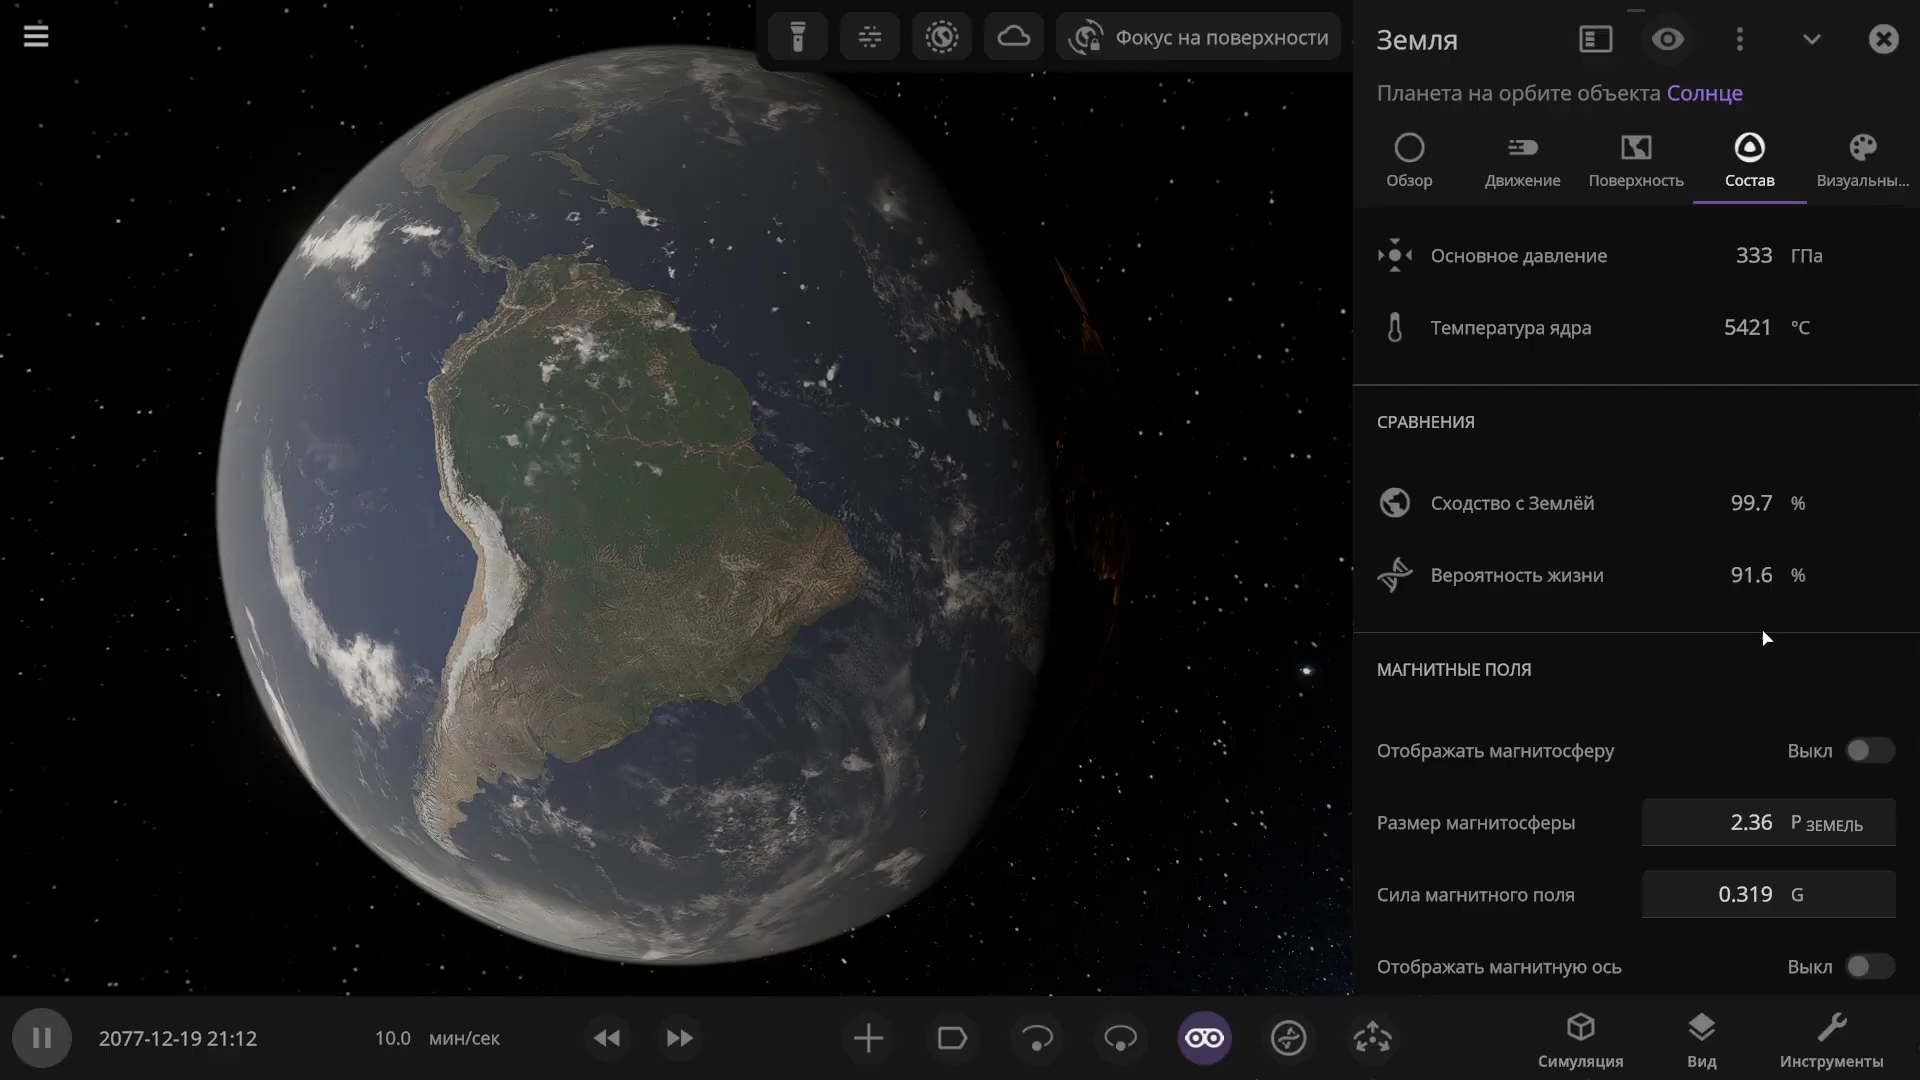 Фокус на поверхности
Земля
Планета на орбите объекта Солнце
Обзор
Движение
Поверхность
Состав
Визуальны...
Основное давление 333 ГПа
Температура ядра 5421 °C
СРАВНЕНИЯ
Сходство с Землёй 99.7 %
Вероятность жизни 91.6 %
МАГНИТНЫЕ ПОЛЯ
Отображать магнитосферу Выкл
Размер магнитосферы 2.36 Р ЗЕМЕЛЬ
Сила магнитного поля 0.319 G
Отображать магнитную ось Выкл
2077-12-19 21:12
10.0 мин/сек
Симуляция
Вид
Инструменты